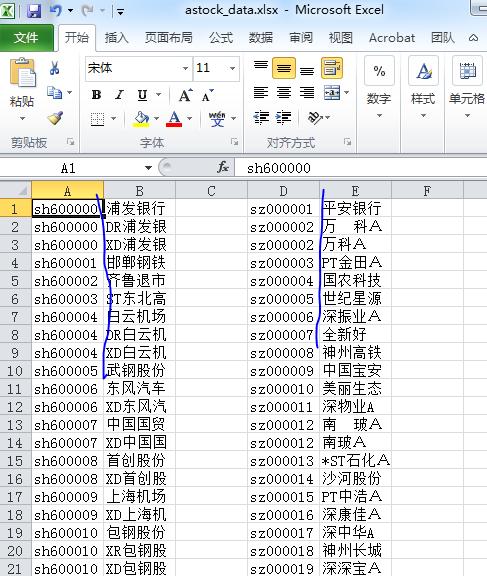 astock_data.xlsx - Microsoft Excel
文件 开始 插入 页面布局 公式 数据 审阅 视图 Acrobat 团队
宋体 11 A A
粘贴 B I U A wén 文 % 数字 A 样式 单元格
剪贴板 字体 对齐方式
A1 fx sh600000
A B C D E F
1 sh600000 浦发银行 sz000001 平安银行
2 sh600000 DR浦发银 sz000002 万 科A
3 sh600000 XD浦发银 sz000002 万科A
4 sh600001 邯郸钢铁 sz000003 PT金田A
5 sh600002 齐鲁退市 sz000004 国农科技
6 sh600003 ST东北高 sz000005 世纪星源
7 sh600004 白云机场 sz000006 深振业A
8 sh600004 DR白云机 sz000007 全新好
9 sh600004 XD白云机 sz000008 神州高铁
10 sh600005 武钢股份 sz000009 中国宝安
11 sh600006 东风汽车 sz000010 美丽生态
12 sh600006 XD东风汽 sz000011 深物业A
13 sh600007 中国国贸 sz000012 南 玻A
14 sh600007 XD中国国 sz000012 南玻A
15 sh600008 首创股份 sz000013 *ST石化A
16 sh600008 XD首创股 sz000014 沙河股份
17 sh600009 上海机场 sz000015 PT中浩A
18 sh600009 XD上海机 sz000016 深康佳A
19 sh600010 包钢股份 sz000017 深中华A
20 sh600010 XR包钢股 sz000018 神州长城
21 sh600010 XD包钢股 sz000019 深深宝A